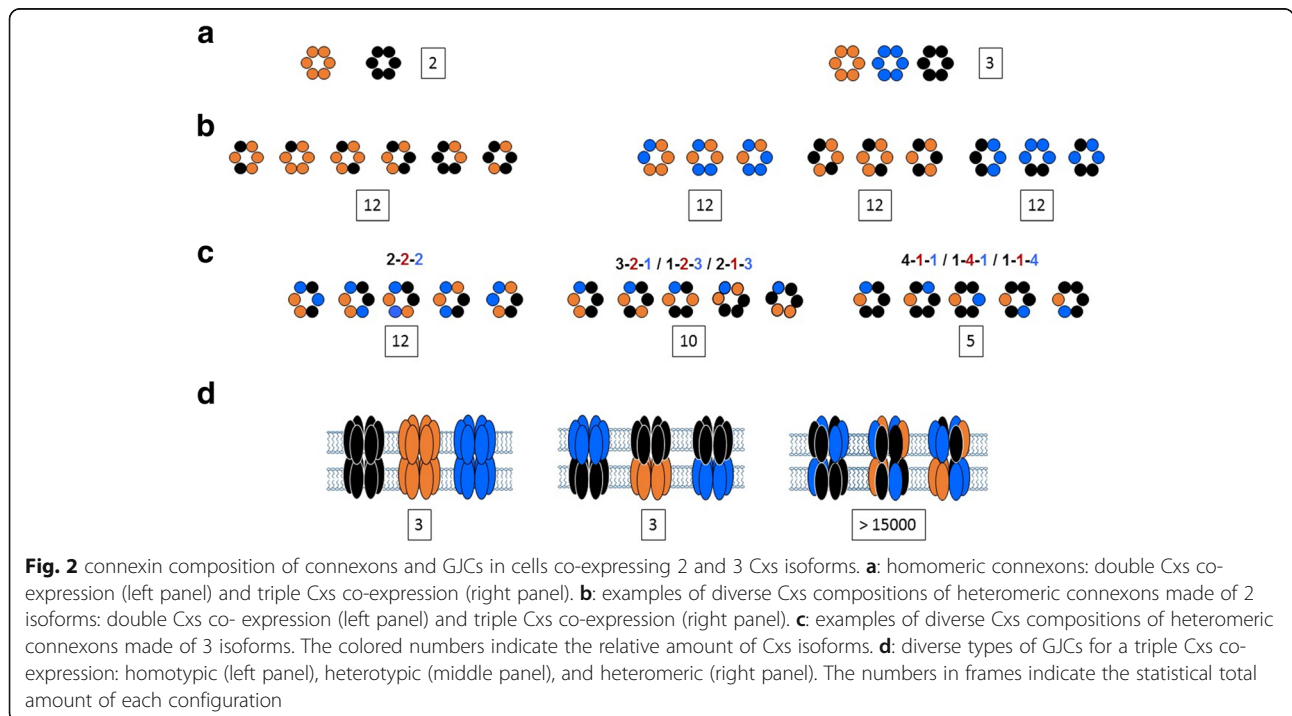 a
2
3
b
12
12
12
12
c
2-2-2
3-2-1 / 1-2-3 / 2-1-3
4-1-1 / 1-4-1 / 1-1-4
12
10
5
d
3
3
> 15000
Fig. 2 connexin composition of connexons and GJCs in cells co-expressing 2 and 3 Cxs isoforms. a: homomeric connexons: double Cxs co-
expression (left panel) and triple Cxs co-expression (right panel). b: examples of diverse Cxs compositions of heteromeric connexons made of 2
isoforms: double Cxs co- expression (left panel) and triple Cxs co-expression (right panel). c: examples of diverse Cxs compositions of heteromeric
connexons made of 3 isoforms. The colored numbers indicate the relative amount of Cxs isoforms. d: diverse types of GJCs for a triple Cxs co-
expression: homotypic (left panel), heterotypic (middle panel), and heteromeric (right panel). The numbers in frames indicate the statistical total
amount of each configuration